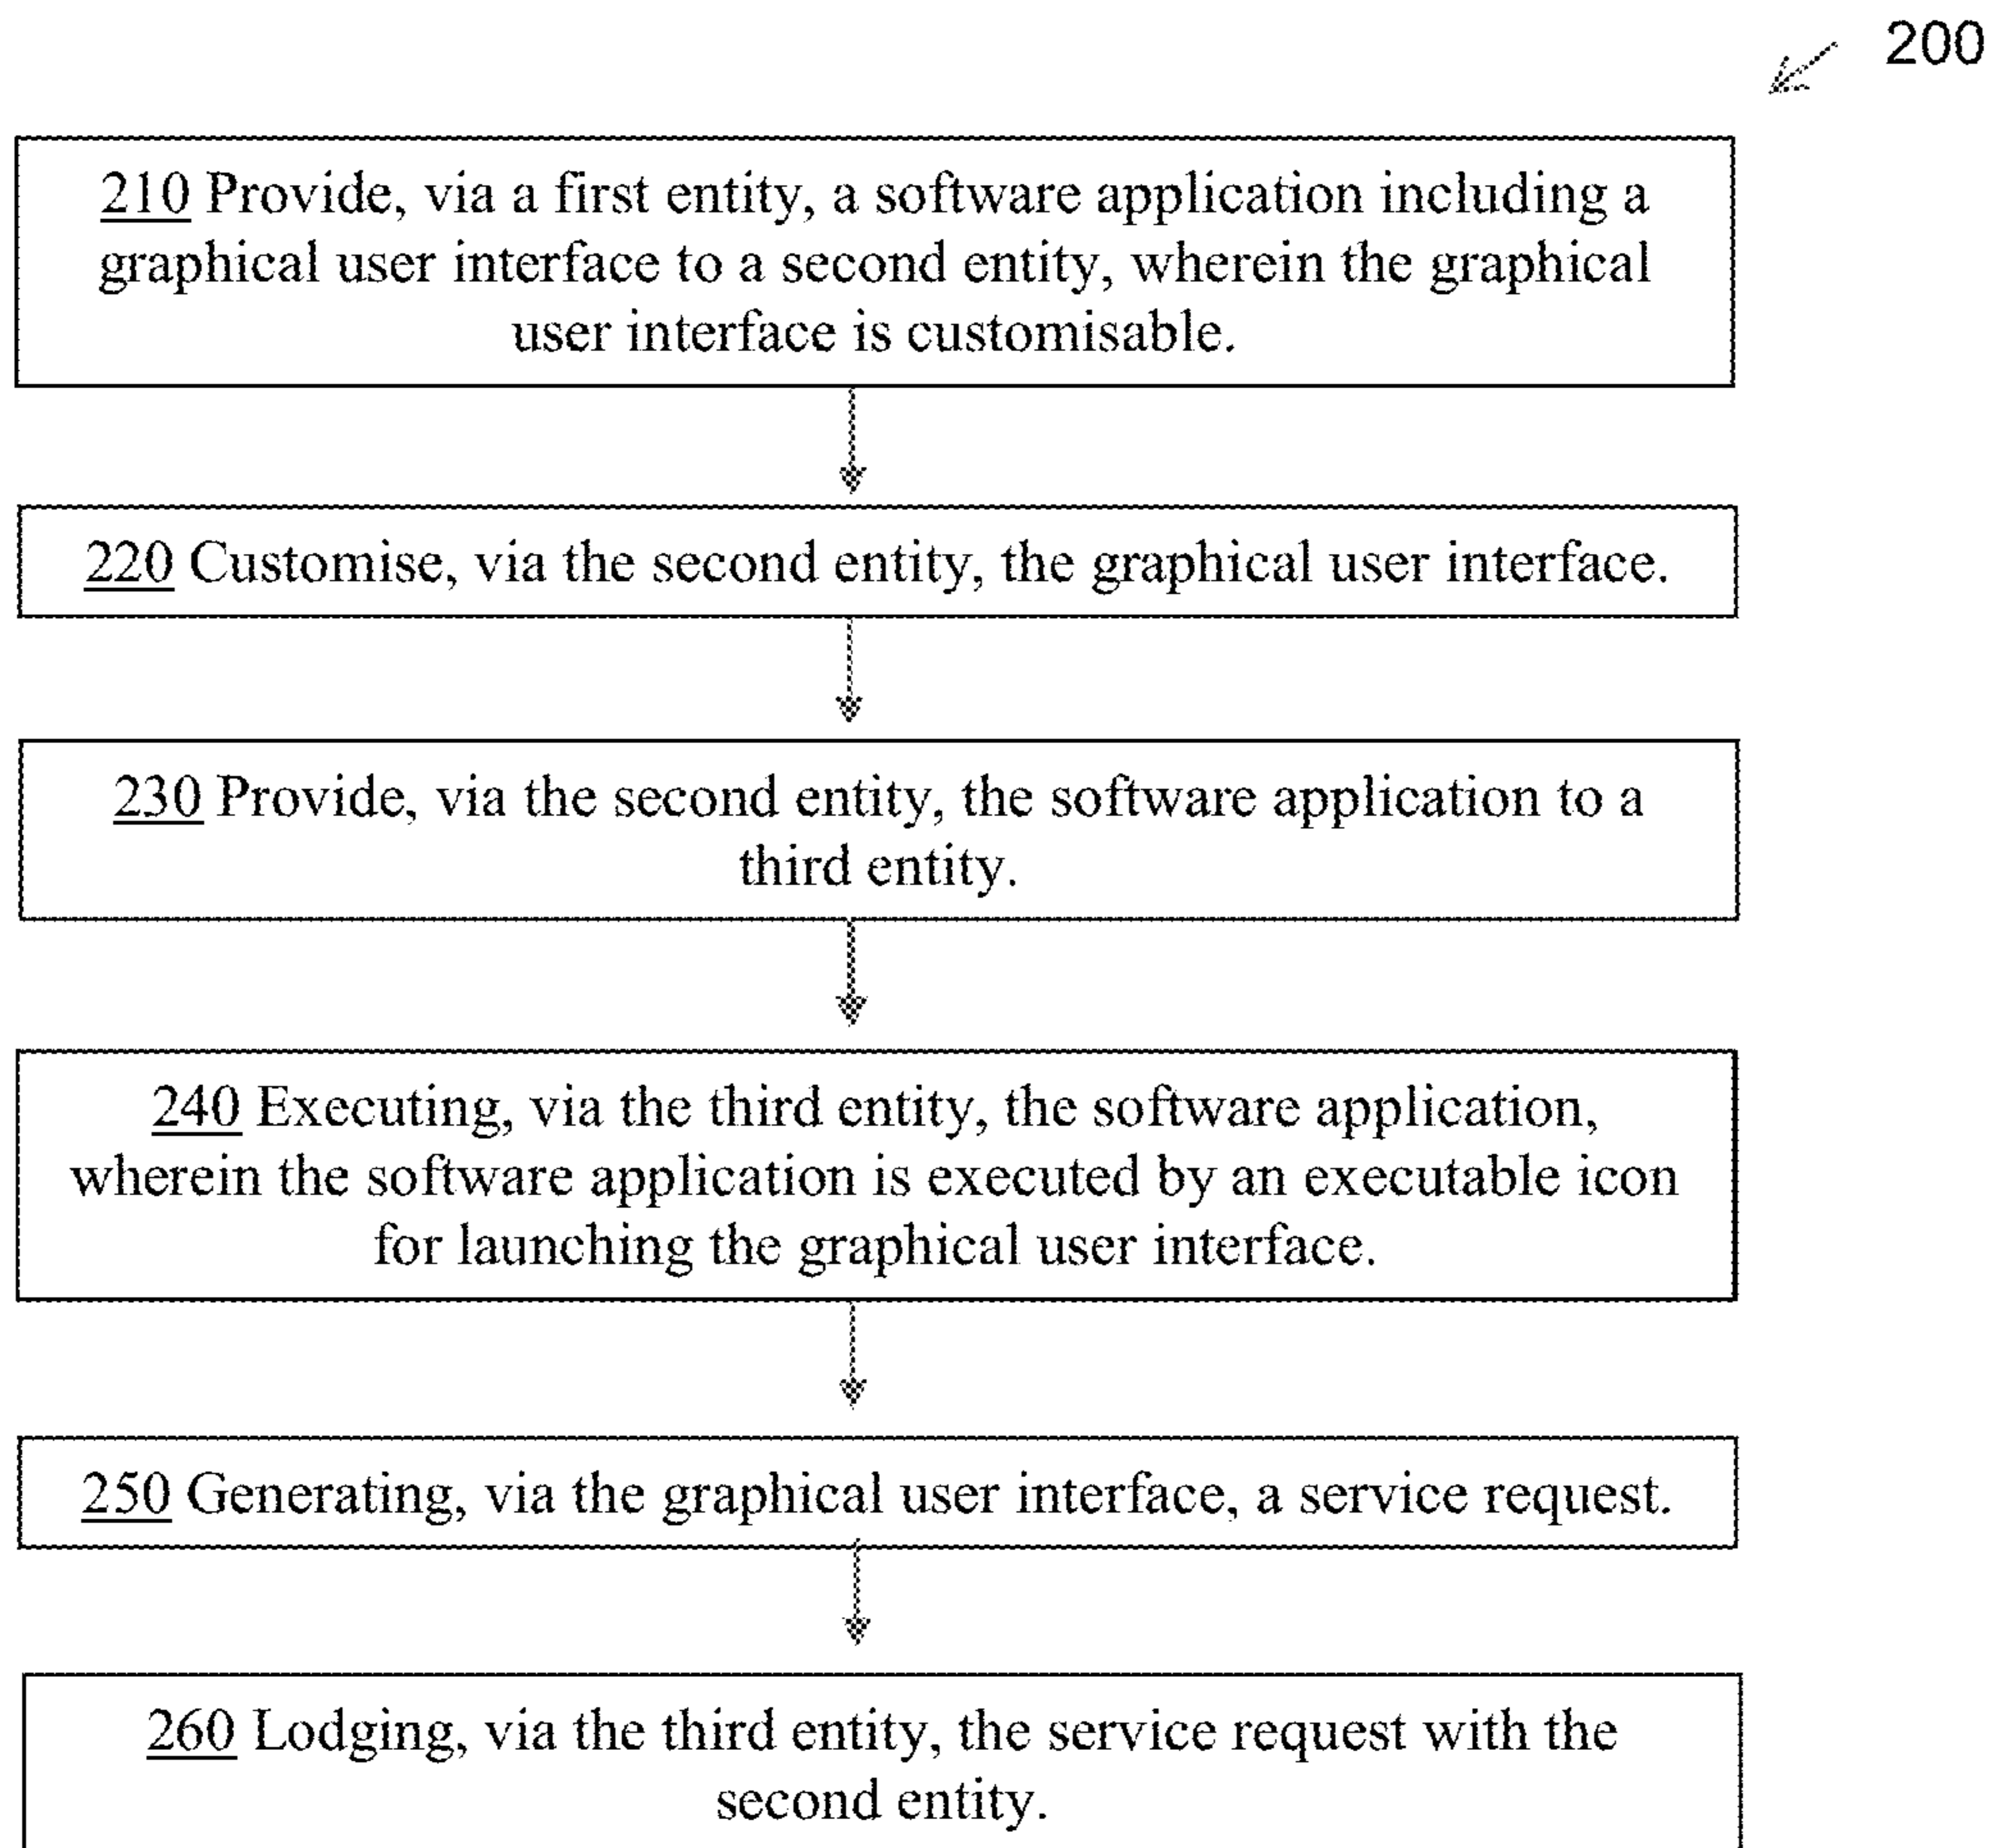 200
210 Provide, via a first entity, a software application including a
graphical user interface to a second entity, wherein the graphical
user interface is customisable.
220 Customise, via the second entity, the graphical user interface.
230 Provide, via the second entity, the software application to a
third entity.
240 Executing, via the third entity, the software application,
wherein the software application is executed by an executable icon
for launching the graphical user interface.
250 Generating, via the graphical user interface, a service request.
260 Lodging, via the third entity, the service request with the
second entity.